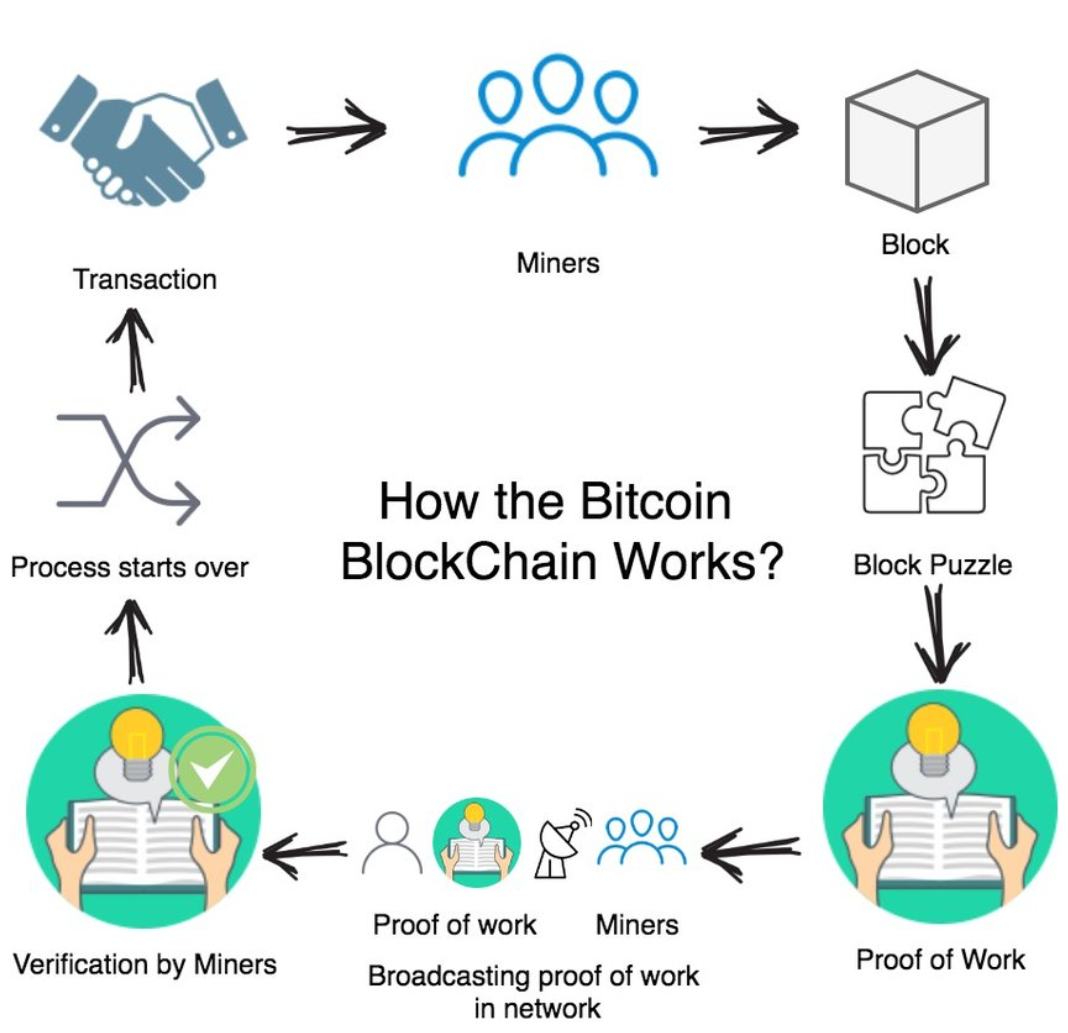 Transaction
Miners
Block
How the Bitcoin
BlockChain Works?
Process starts over
Block Puzzle
Verification by Miners
Proof of work
Miners
Broadcasting proof of work
in network
Proof of Work